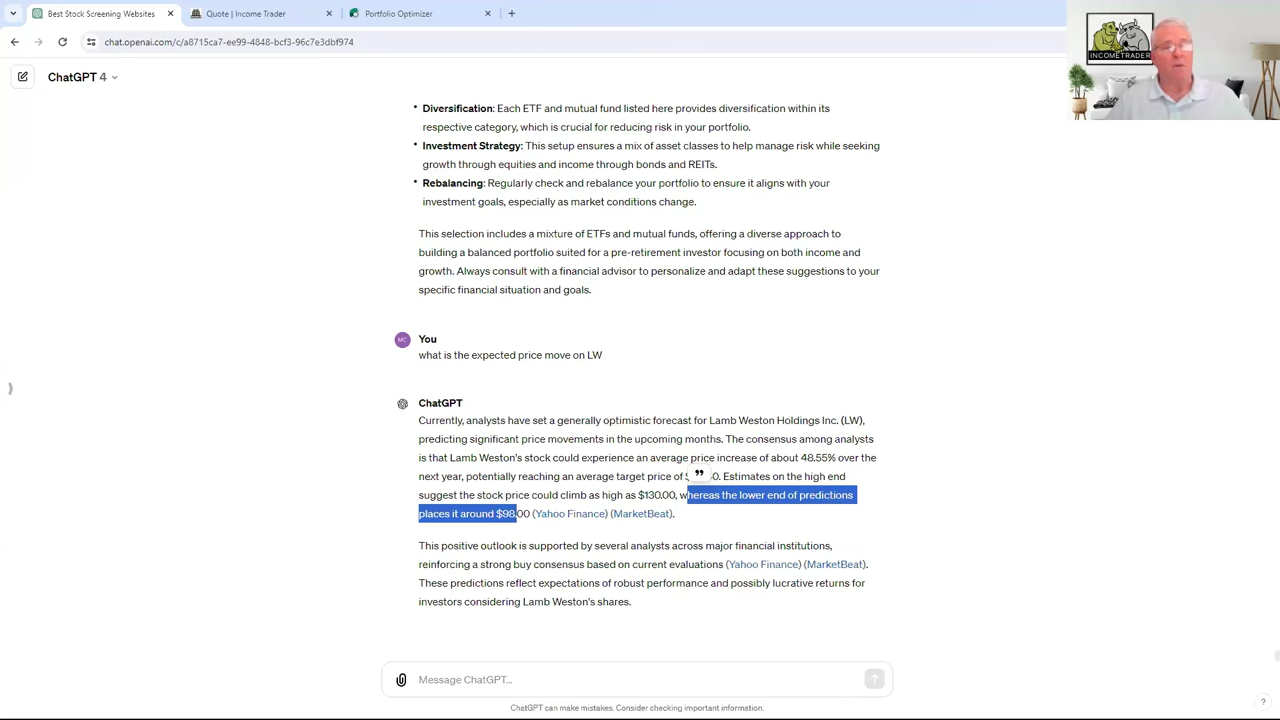 Best Stock Screening Websites
Quote | Income Trader
Portfolio Optimizer
chat.openai.com/c/a8715ca7-ee99-4848-bcf3-96c7e3dbf974
INCOMETRADER
ChatGPT 4
• Diversification: Each ETF and mutual fund listed here provides diversification within its
respective category, which is crucial for reducing risk in your portfolio.
• Investment Strategy: This setup ensures a mix of asset classes to help manage risk while seeking
growth through equities and income through bonds and REITs.
• Rebalancing: Regularly check and rebalance your portfolio to ensure it aligns with your
investment goals, especially as market conditions change.
This selection includes a mixture of ETFs and mutual funds, offering a diverse approach to
building a balanced portfolio suited for a pre-retirement investor focusing on both income and
growth. Always consult with a financial advisor to personalize and adapt these suggestions to your
specific financial situation and goals.
MC
You
what is the expected price move on LW
ChatGPT
Currently, analysts have set a generally optimistic forecast for Lamb Weston Holdings Inc. (LW),
predicting significant price movements in the upcoming months. The consensus among analysts
is that Lamb Weston's stock could experience an average price increase of about 48.55% over the
next year, potentially reaching an average target price of Estimates on the high end
suggest the stock price could climb as high as $130.00, whereas the lower end of predictions
places it around $98.00 (Yahoo Finance) (MarketBeat).
This positive outlook is supported by several analysts across major financial institutions,
reinforcing a strong buy consensus based on current evaluations (Yahoo Finance) (MarketBeat).
These predictions reflect expectations of robust performance and possibly lucrative returns for
investors considering Lamb Weston's shares.
Message ChatGPT...
ChatGPT can make mistakes. Consider checking important information.
?